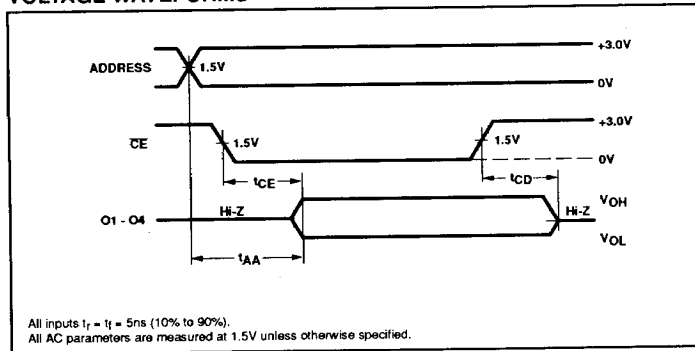 VOLTAGE WAVEFORMS
ADDRESS
1.5V
+3.0V
0V
CE
1.5V
1.5V
+3.0V
0V
tCE
tCD
O1 - O4
Hi-Z
Hi-Z
VOH
VOL
tAA
All inputs tr = tf = 5ns (10% to 90%).
All AC parameters are measured at 1.5V unless otherwise specified.